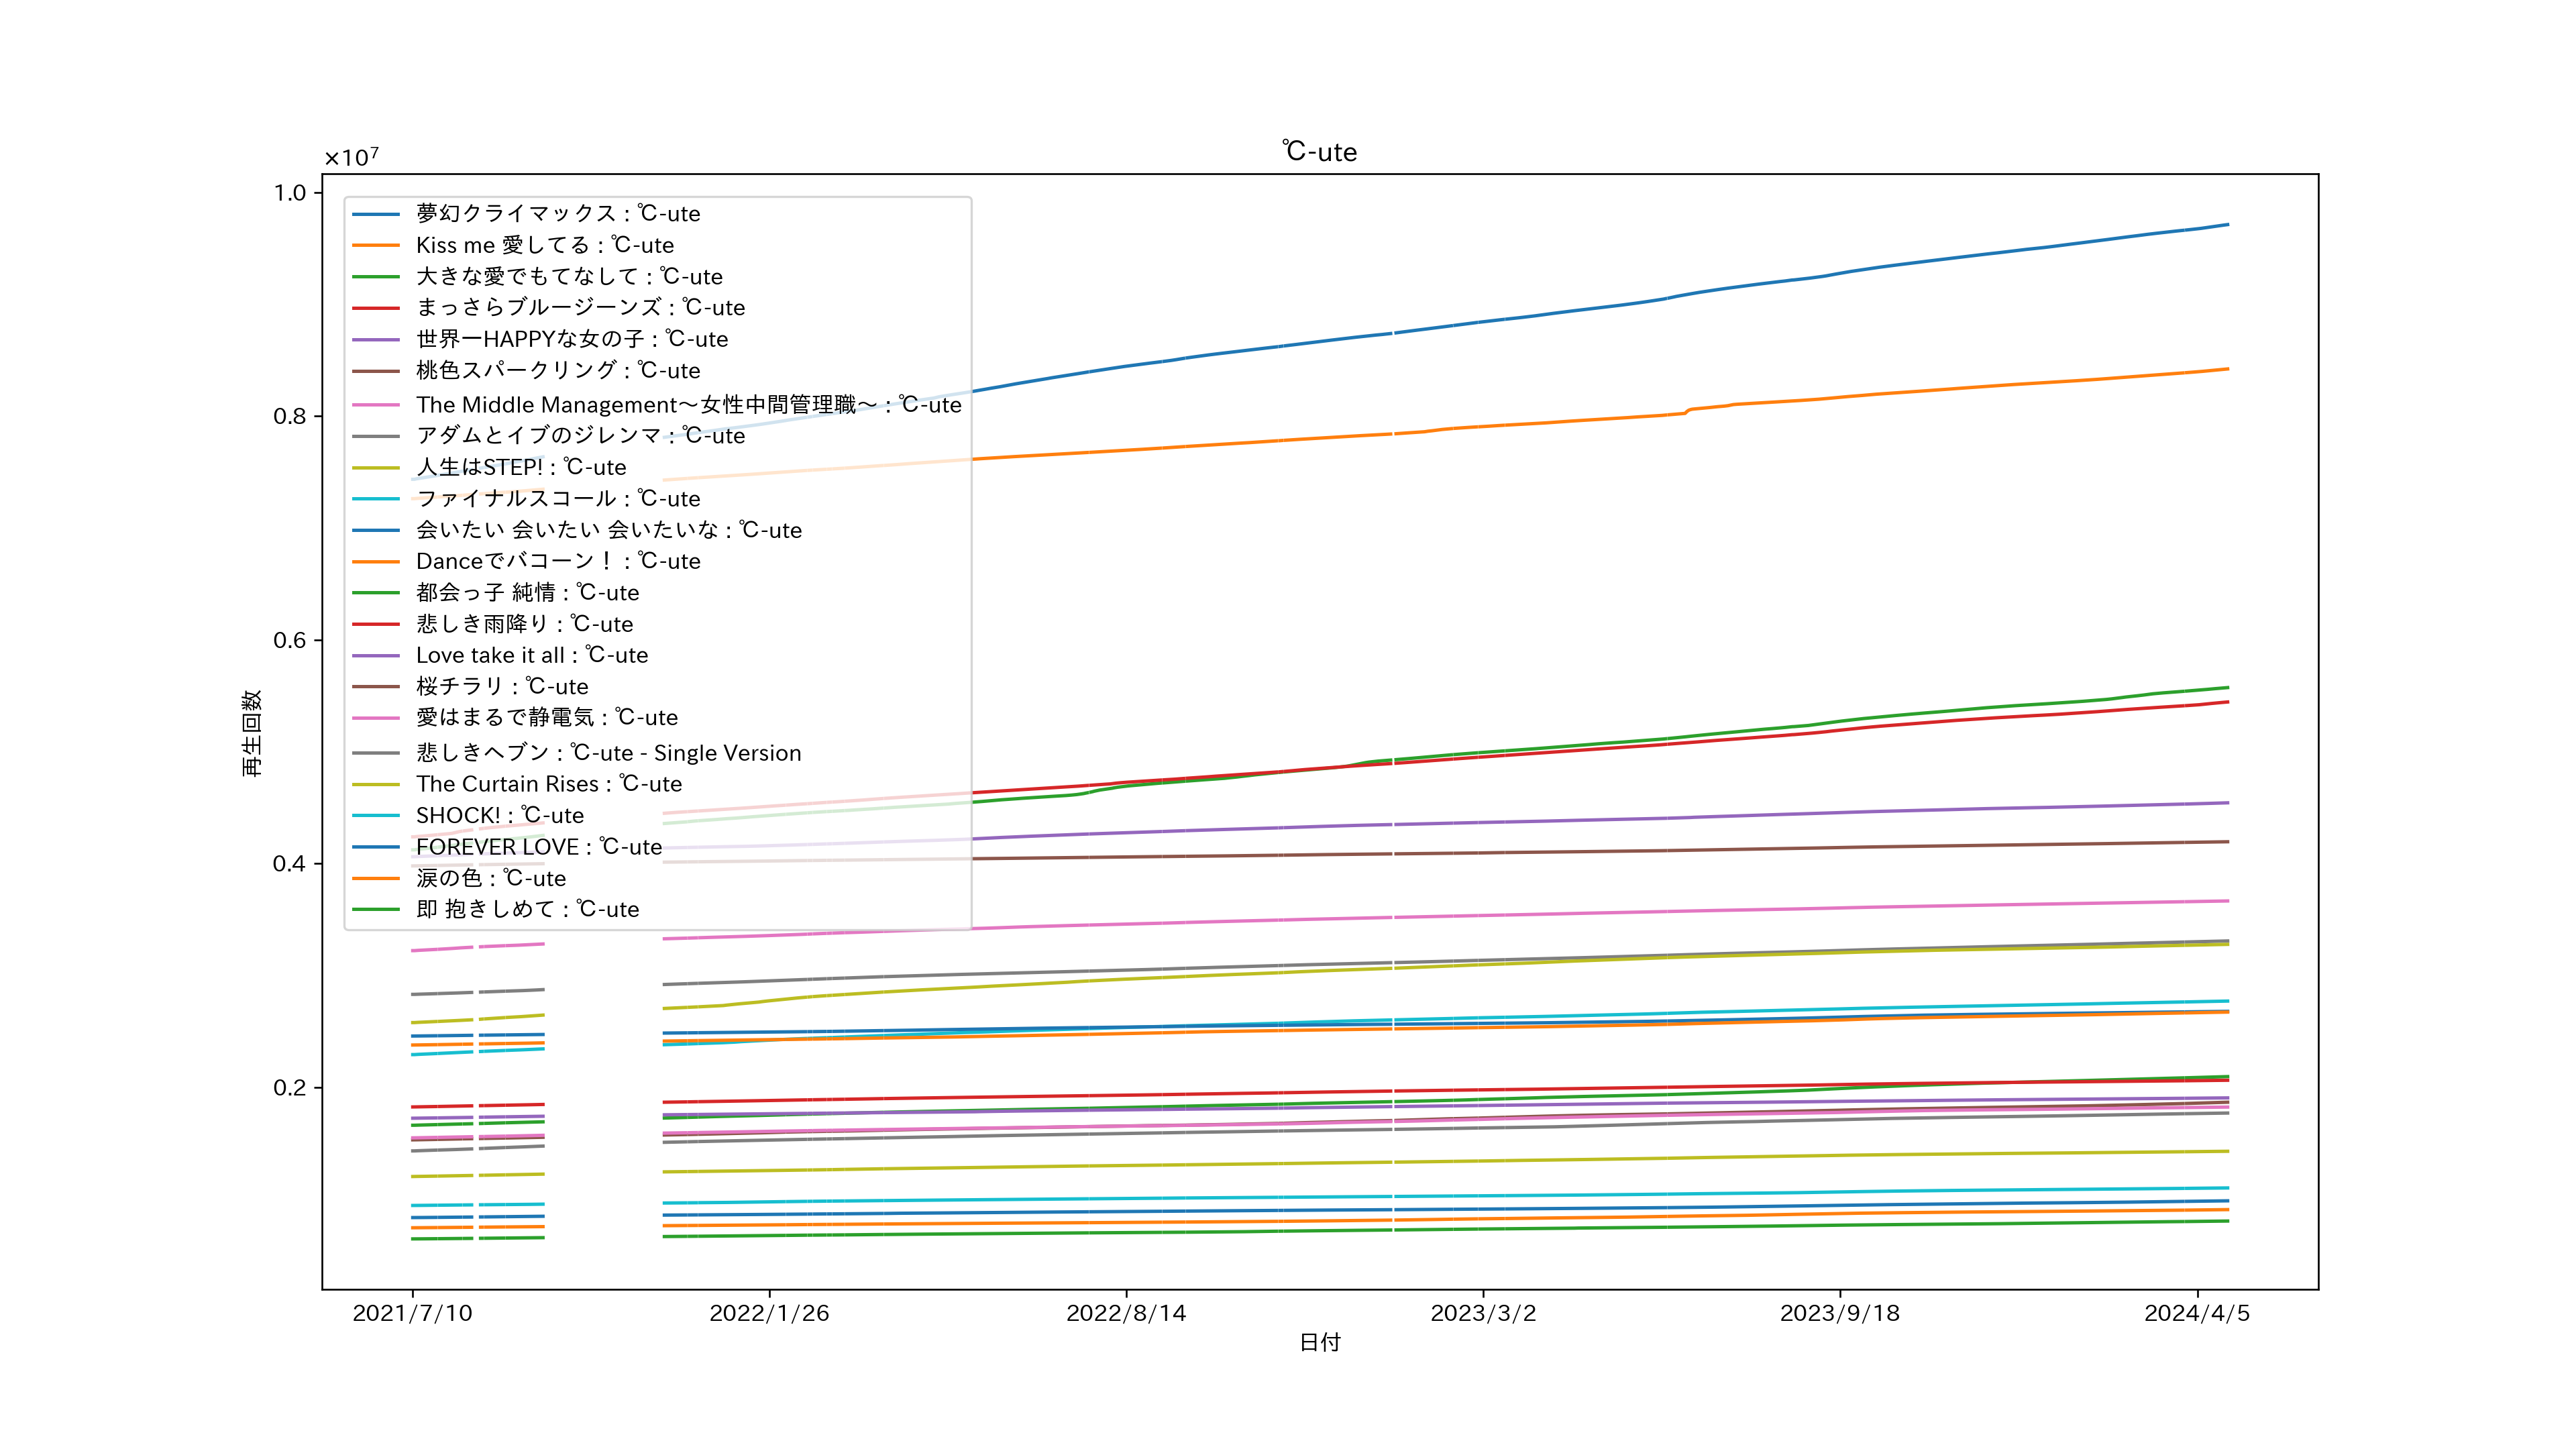 ℃-ute
×10⁷
1.0
0.8
0.6
0.4
0.2
再生回数
夢幻クライマックス : ℃-ute
Kiss me 愛してる : ℃-ute
大きな愛でもてなして : ℃-ute
まっさらブルージーンズ : ℃-ute
世界一HAPPYな女の子 : ℃-ute
桃色スパークリング : ℃-ute
The Middle Management～女性中間管理職～ : ℃-ute
アダムとイブのジレンマ : ℃-ute
人生はSTEP! : ℃-ute
ファイナルスコール : ℃-ute
会いたい 会いたい 会いたいな : ℃-ute
Danceでバコーン！ : ℃-ute
都会っ子 純情 : ℃-ute
悲しき雨降り : ℃-ute
Love take it all : ℃-ute
桜チラリ : ℃-ute
愛はまるで静電気 : ℃-ute
悲しきヘブン : ℃-ute - Single Version
The Curtain Rises : ℃-ute
SHOCK! : ℃-ute
FOREVER LOVE : ℃-ute
涙の色 : ℃-ute
即 抱きしめて : ℃-ute
2021/7/10
2022/1/26
2022/8/14
2023/3/2
2023/9/18
2024/4/5
日付